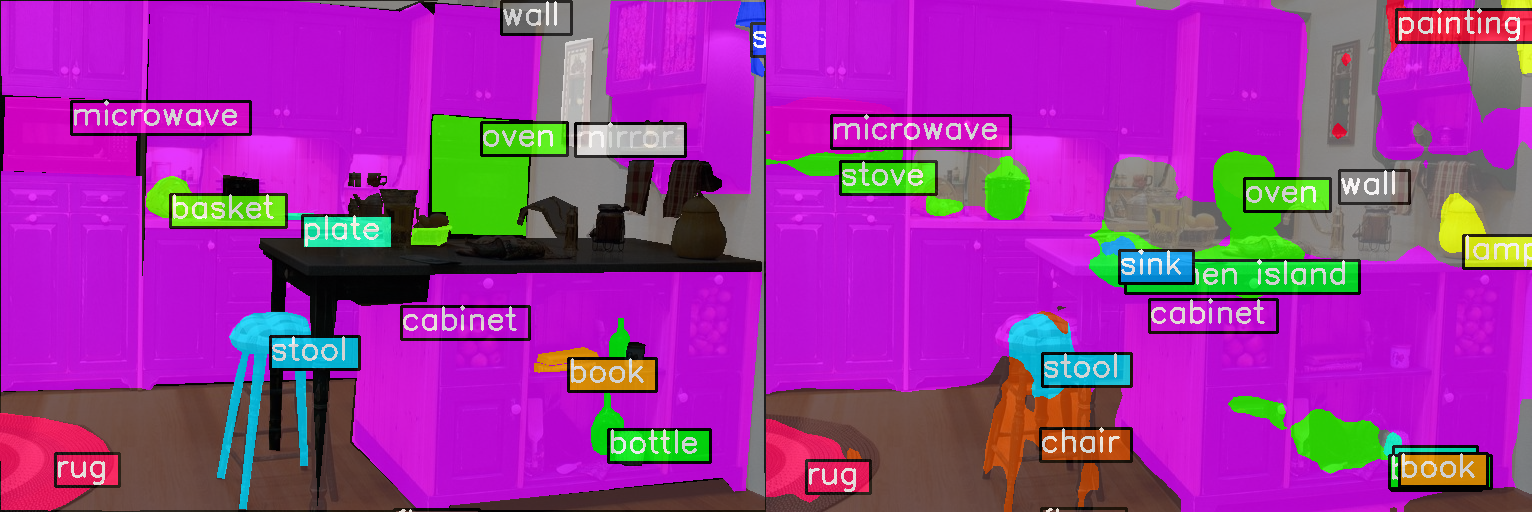 wall
microwave
oven
mirror
basket
plate
cabinet
stool
book
bottle
rug
painting
microwave
stove
oven
wall
lamp
sink
island
cabinet
stool
chair
rug
book